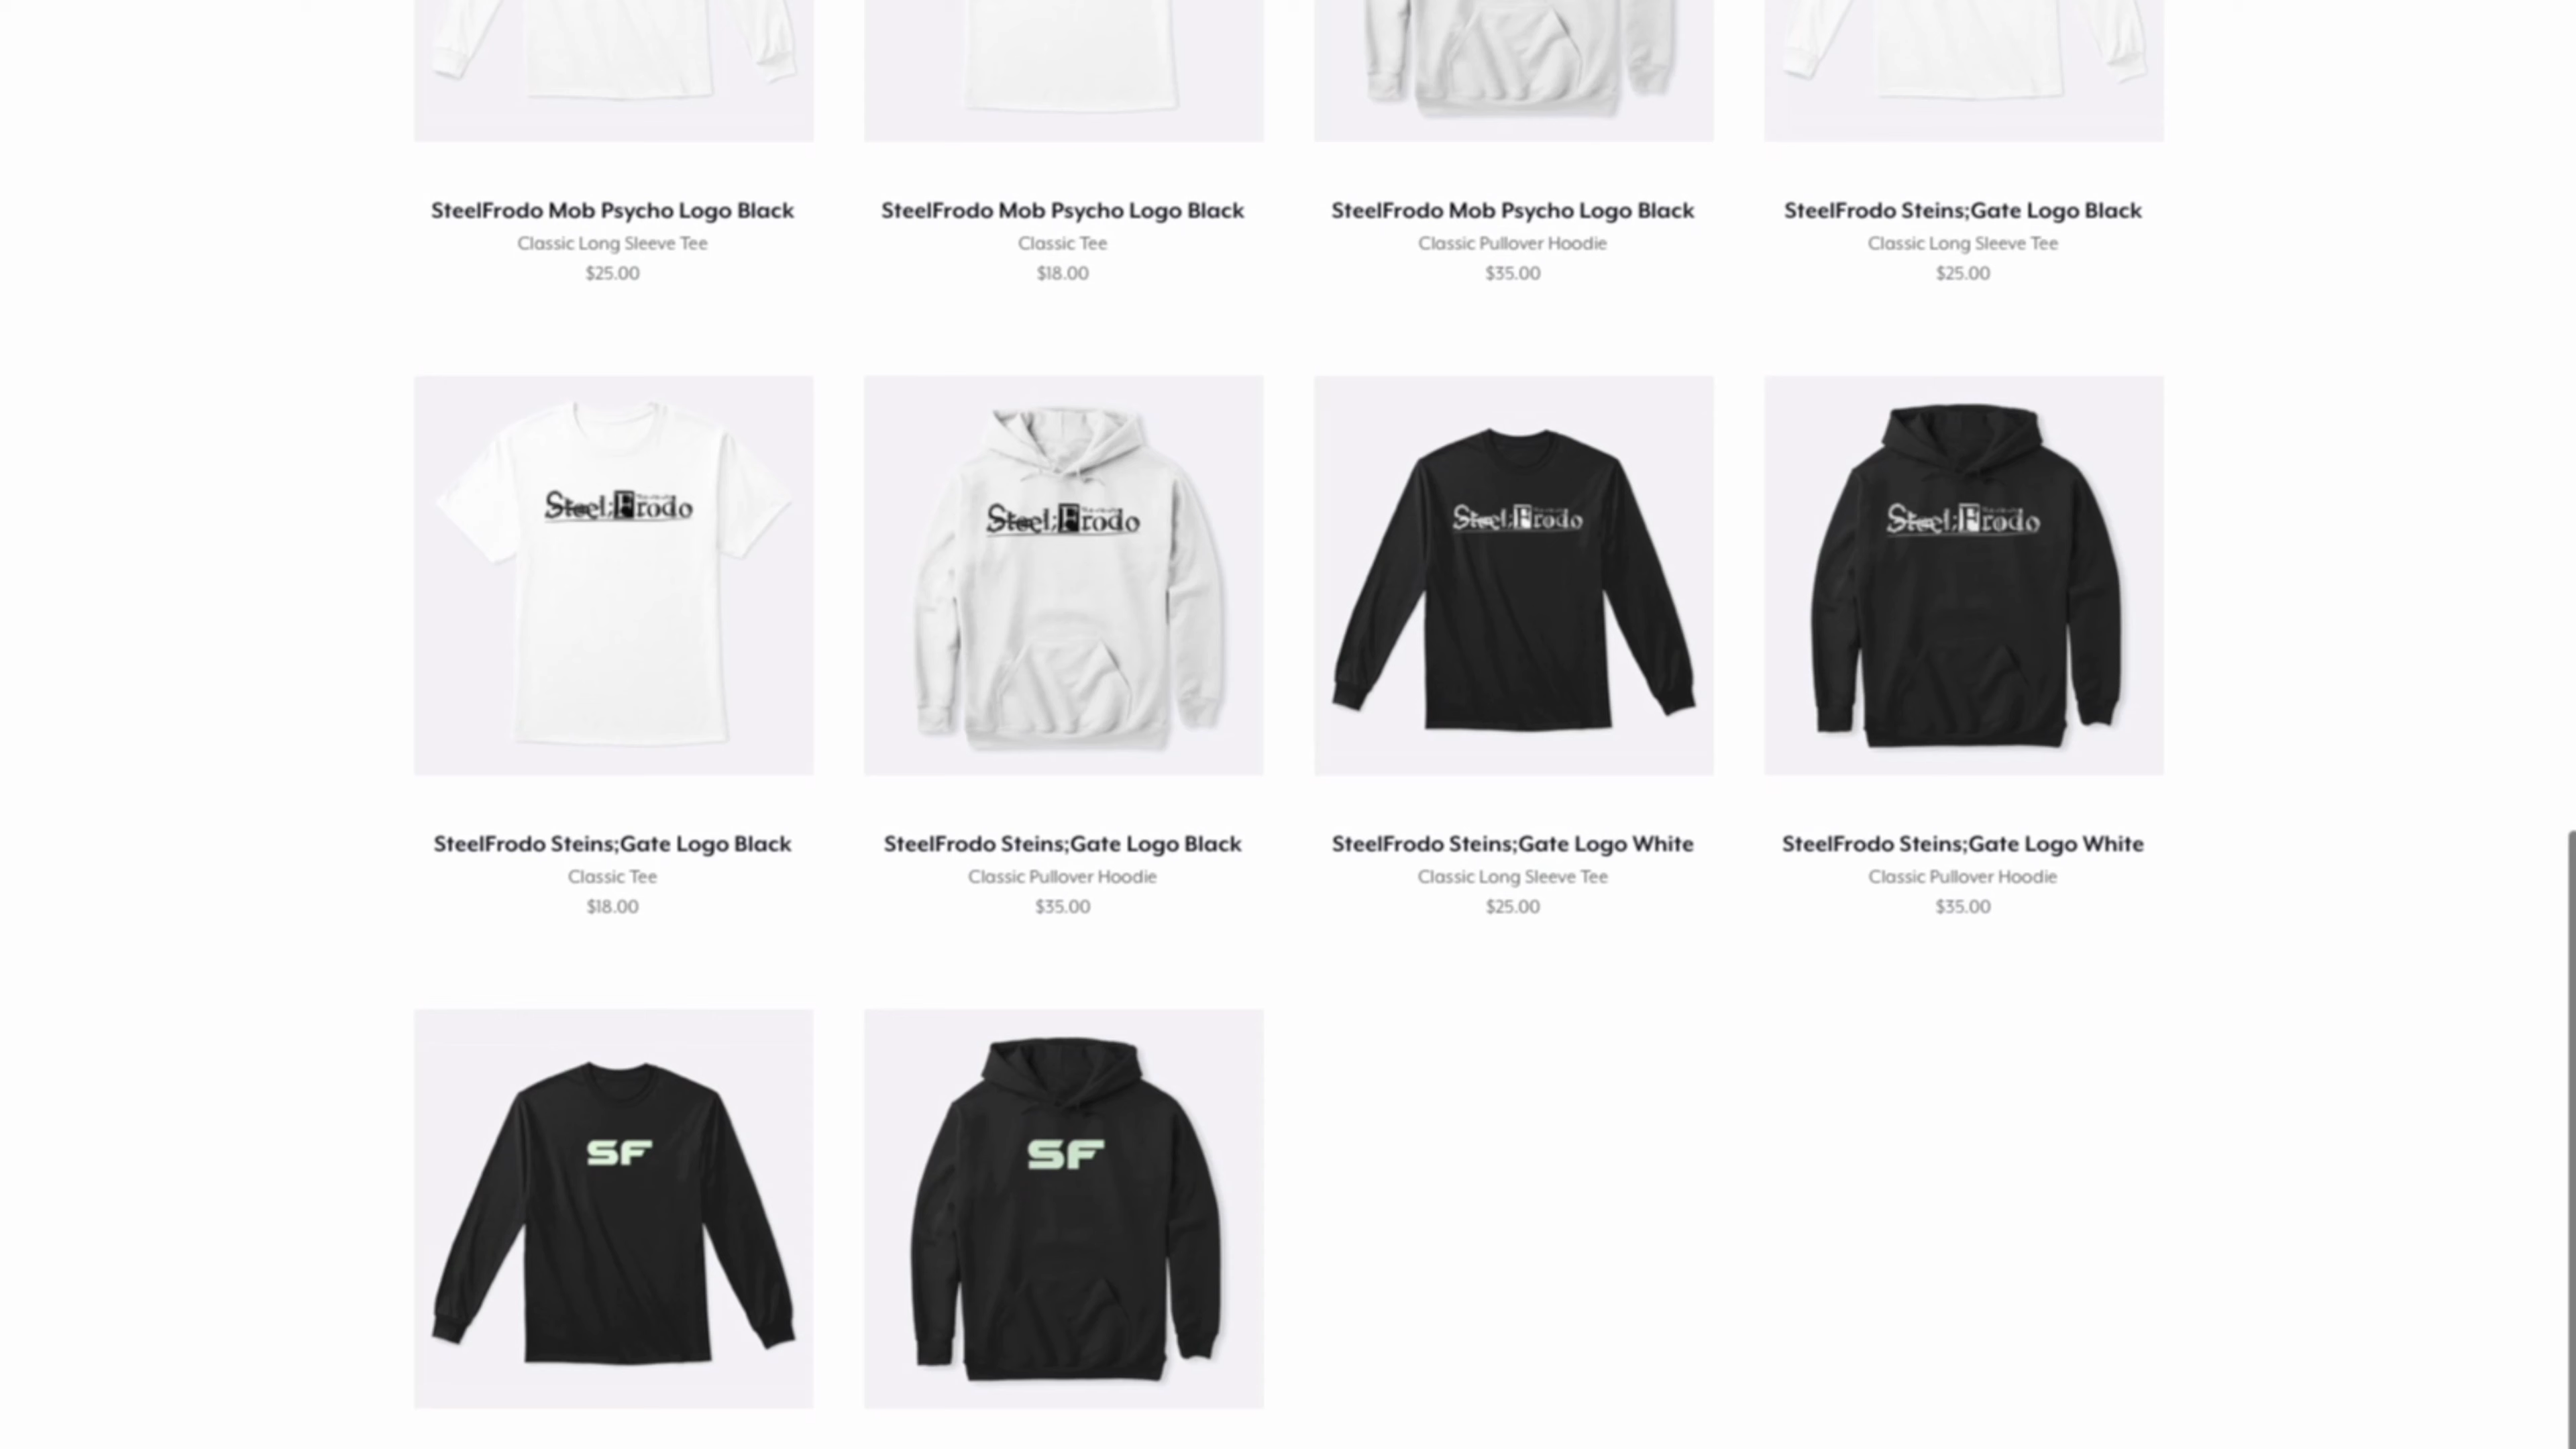 SteelFrodo Mob Psycho Logo Black
Classic Long Sleeve Tee
$25.00
SteelFrodo Mob Psycho Logo Black
Classic Tee
$18.00
SteelFrodo Mob Psycho Logo Black
Classic Pullover Hoodie
$35.00
SteelFrodo Steins;Gate Logo Black
Classic Long Sleeve Tee
$25.00
Steel;Frodo
Steel;Frodo
Steel;Frodo
Steel;Frodo
SteelFrodo Steins;Gate Logo Black
Classic Tee
$18.00
SteelFrodo Steins;Gate Logo Black
Classic Pullover Hoodie
$35.00
SteelFrodo Steins;Gate Logo White
Classic Long Sleeve Tee
$25.00
SteelFrodo Steins;Gate Logo White
Classic Pullover Hoodie
$35.00
SF
SF